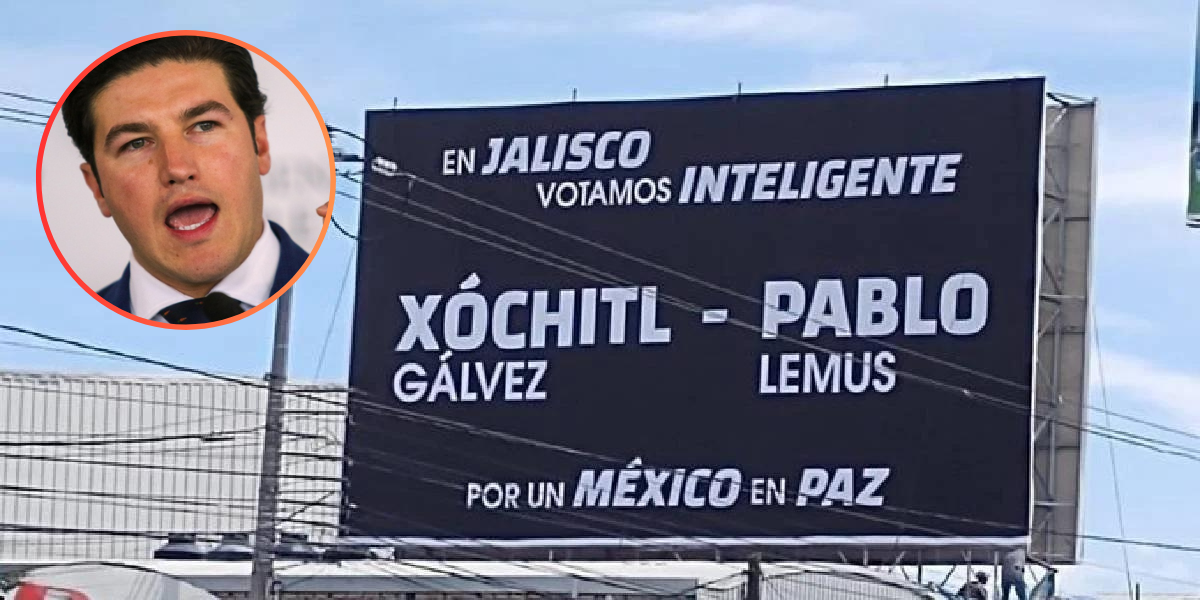 EN JALISCO
VOTAMOS INTELIGENTE
XÓCHITL - PABLO
GÁLVEZ LEMUS
POR UN MÉXICO EN PAZ